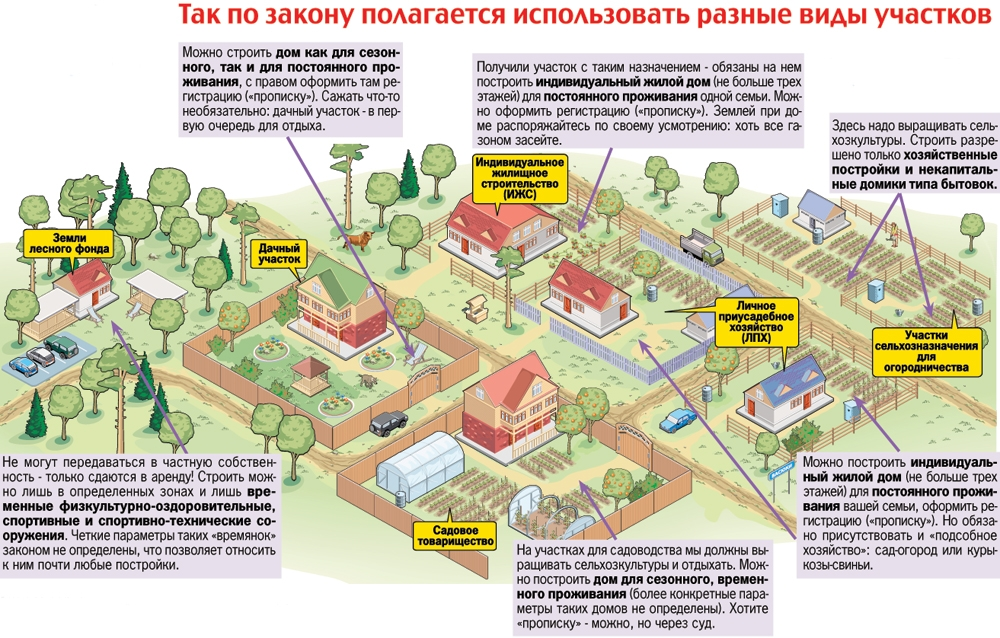 Так по закону полагается использовать разные виды участков
Можно строить дом как для сезон-
ного, так и для постоянного про-
живания, с правом оформить там ре-
гистрацию («прописку»). Сажать что-то
необязательно: дачный участок - в пер-
вую очередь для отдыха.
Получили участок с таким назначением - обязаны на нем
построить индивидуальный жилой дом (не больше трех
этажей) для постоянного проживания одной семьи. Мож-
но оформить регистрацию («прописку»). Землей при до-
ме распоряжайтесь по своему усмотрению: хоть все га-
зоном засейте.
Здесь надо выращивать сель-
хозкультуры. Строить разре-
шено только хозяйственные
постройки и некапиталь-
ные домики типа бытовок.
Индивидуальное
жилищное
строительство
(ИЖС)
Земли
лесного фонда
Дачный
участок
Личное
приусадебное
хозяйство
(ЛПХ)
Участки
сельхозназначения
для
огородничества
Не могут передаваться в частную собствен-
ность - только сдаются в аренду! Строить мож-
но лишь в определенных зонах и лишь вре-
менные физкультурно-оздоровительные,
спортивные и спортивно-технические со-
оружения. Четкие параметры таких «времянок»
законом не определены, что позволяет относить
к ним почти любые постройки.
Садовое
товарищество
На участках для садоводства мы должны вы-
ращивать сельхозкультуры и отдыхать. Мож-
но построить дом для сезонного, времен-
ного проживания (более конкретные пара-
метры таких домов не определены). Хотите
«прописку» - можно, но через суд.
Можно построить индивидуаль-
ный жилой дом (не больше трех
этажей) для постоянного прожи-
вания вашей семьи, оформить ре-
гистрацию («прописку»). Но обяза-
но присутствовать и «подсобное
хозяйство»: сад-огород или куры-
козы-свиньи.